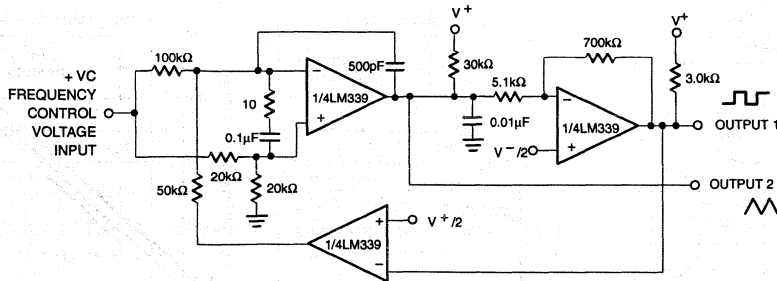 V+
V+
100kΩ
500pF
30kΩ
700kΩ
3.0kΩ
+ VC
FREQUENCY
CONTROL
VOLTAGE
INPUT
10
0.1µF
−
1/4LM339
+
5.1kΩ
0.01µF
−
1/4LM339
+
V−/2
OUTPUT 1
20kΩ
20kΩ
50kΩ
OUTPUT 2
+
1/4LM339
−
V+/2